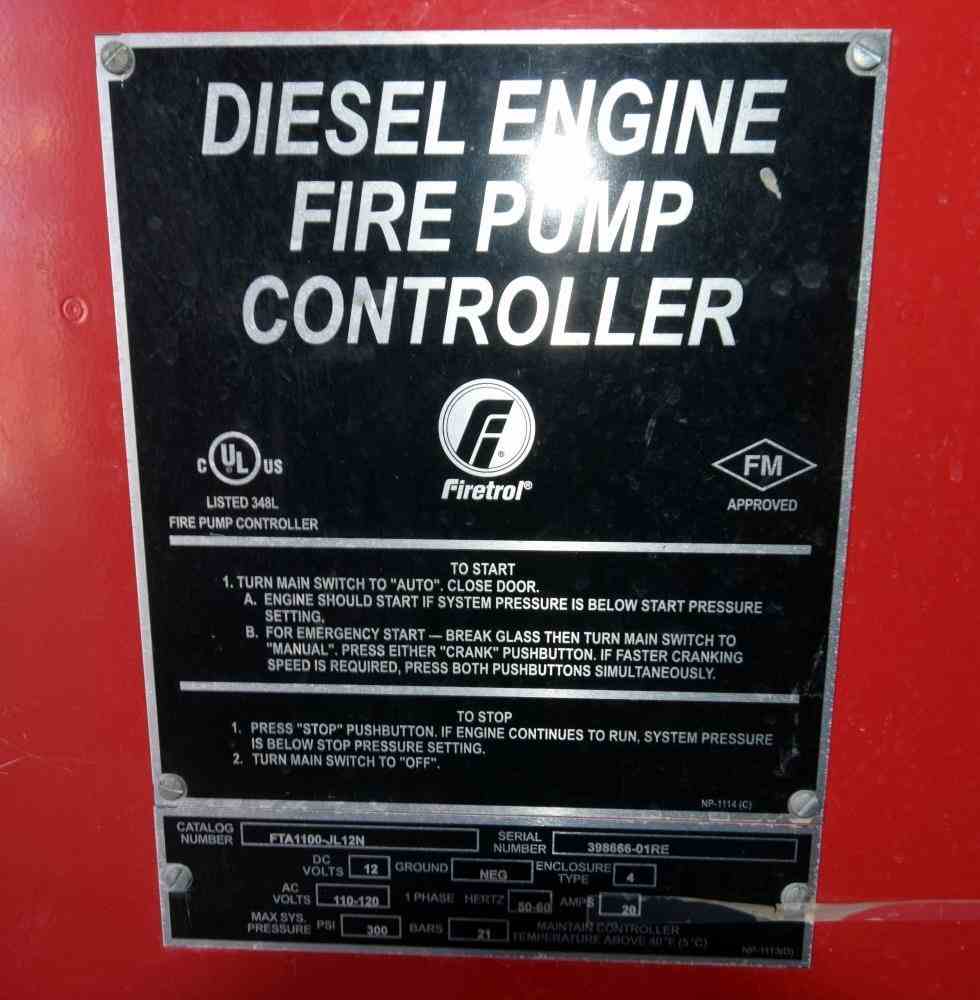 DIESEL ENGINE
FIRE PUMP
CONTROLLER
C UL US
LISTED 348L
FIRE PUMP CONTROLLER
Firetrol®
FM
APPROVED
TO START
1. TURN MAIN SWITCH TO "AUTO". CLOSE DOOR.
A. ENGINE SHOULD START IF SYSTEM PRESSURE IS BELOW START PRESSURE
SETTING.
B. FOR EMERGENCY START — BREAK GLASS THEN TURN MAIN SWITCH TO
"MANUAL". PRESS EITHER "CRANK" PUSHBUTTON. IF FASTER CRANKING
SPEED IS REQUIRED, PRESS BOTH PUSHBUTTONS SIMULTANEOUSLY.
TO STOP
1. PRESS "STOP" PUSHBUTTON. IF ENGINE CONTINUES TO RUN, SYSTEM PRESSURE
IS BELOW STOP PRESSURE SETTING.
2. TURN MAIN SWITCH TO "OFF".
NP-1114 (C)
CATALOG NUMBER FTA1100-JL12N SERIAL NUMBER 398666-01RE
DC VOLTS 12 GROUND NEG ENCLOSURE TYPE 4
AC VOLTS 110-120 1 PHASE HERTZ 50-60 AMPS 20
MAX SYS. PRESSURE PSI 300 BARS 21 MAINTAIN CONTROLLER
TEMPERATURE ABOVE 40°F (5°C)
NP-1113(D)